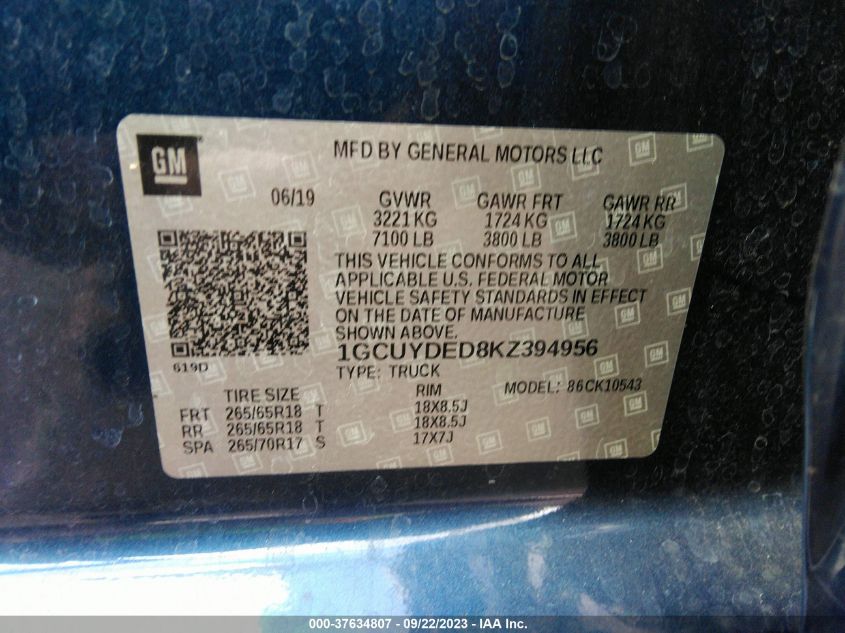 GM
MFD BY GENERAL MOTORS LLC
06/19 GVWR GAWR FRT GAWR RR
3221 KG 1724 KG 1724 KG
7100 LB 3800 LB 3800 LB
THIS VEHICLE CONFORMS TO ALL
APPLICABLE U.S. FEDERAL MOTOR
VEHICLE SAFETY STANDARDS IN EFFECT
ON THE DATE OF MANUFACTURE
SHOWN ABOVE.
1GCUYDED8KZ394956
619D TYPE: TRUCK
MODEL: 86CK10543
TIRE SIZE RIM
FRT 265/65R18 T 18X8.5J
RR 265/65R18 T 18X8.5J
SPA 265/70R17 S 17X7J
000-37634807 - 09/22/2023 - IAA Inc.